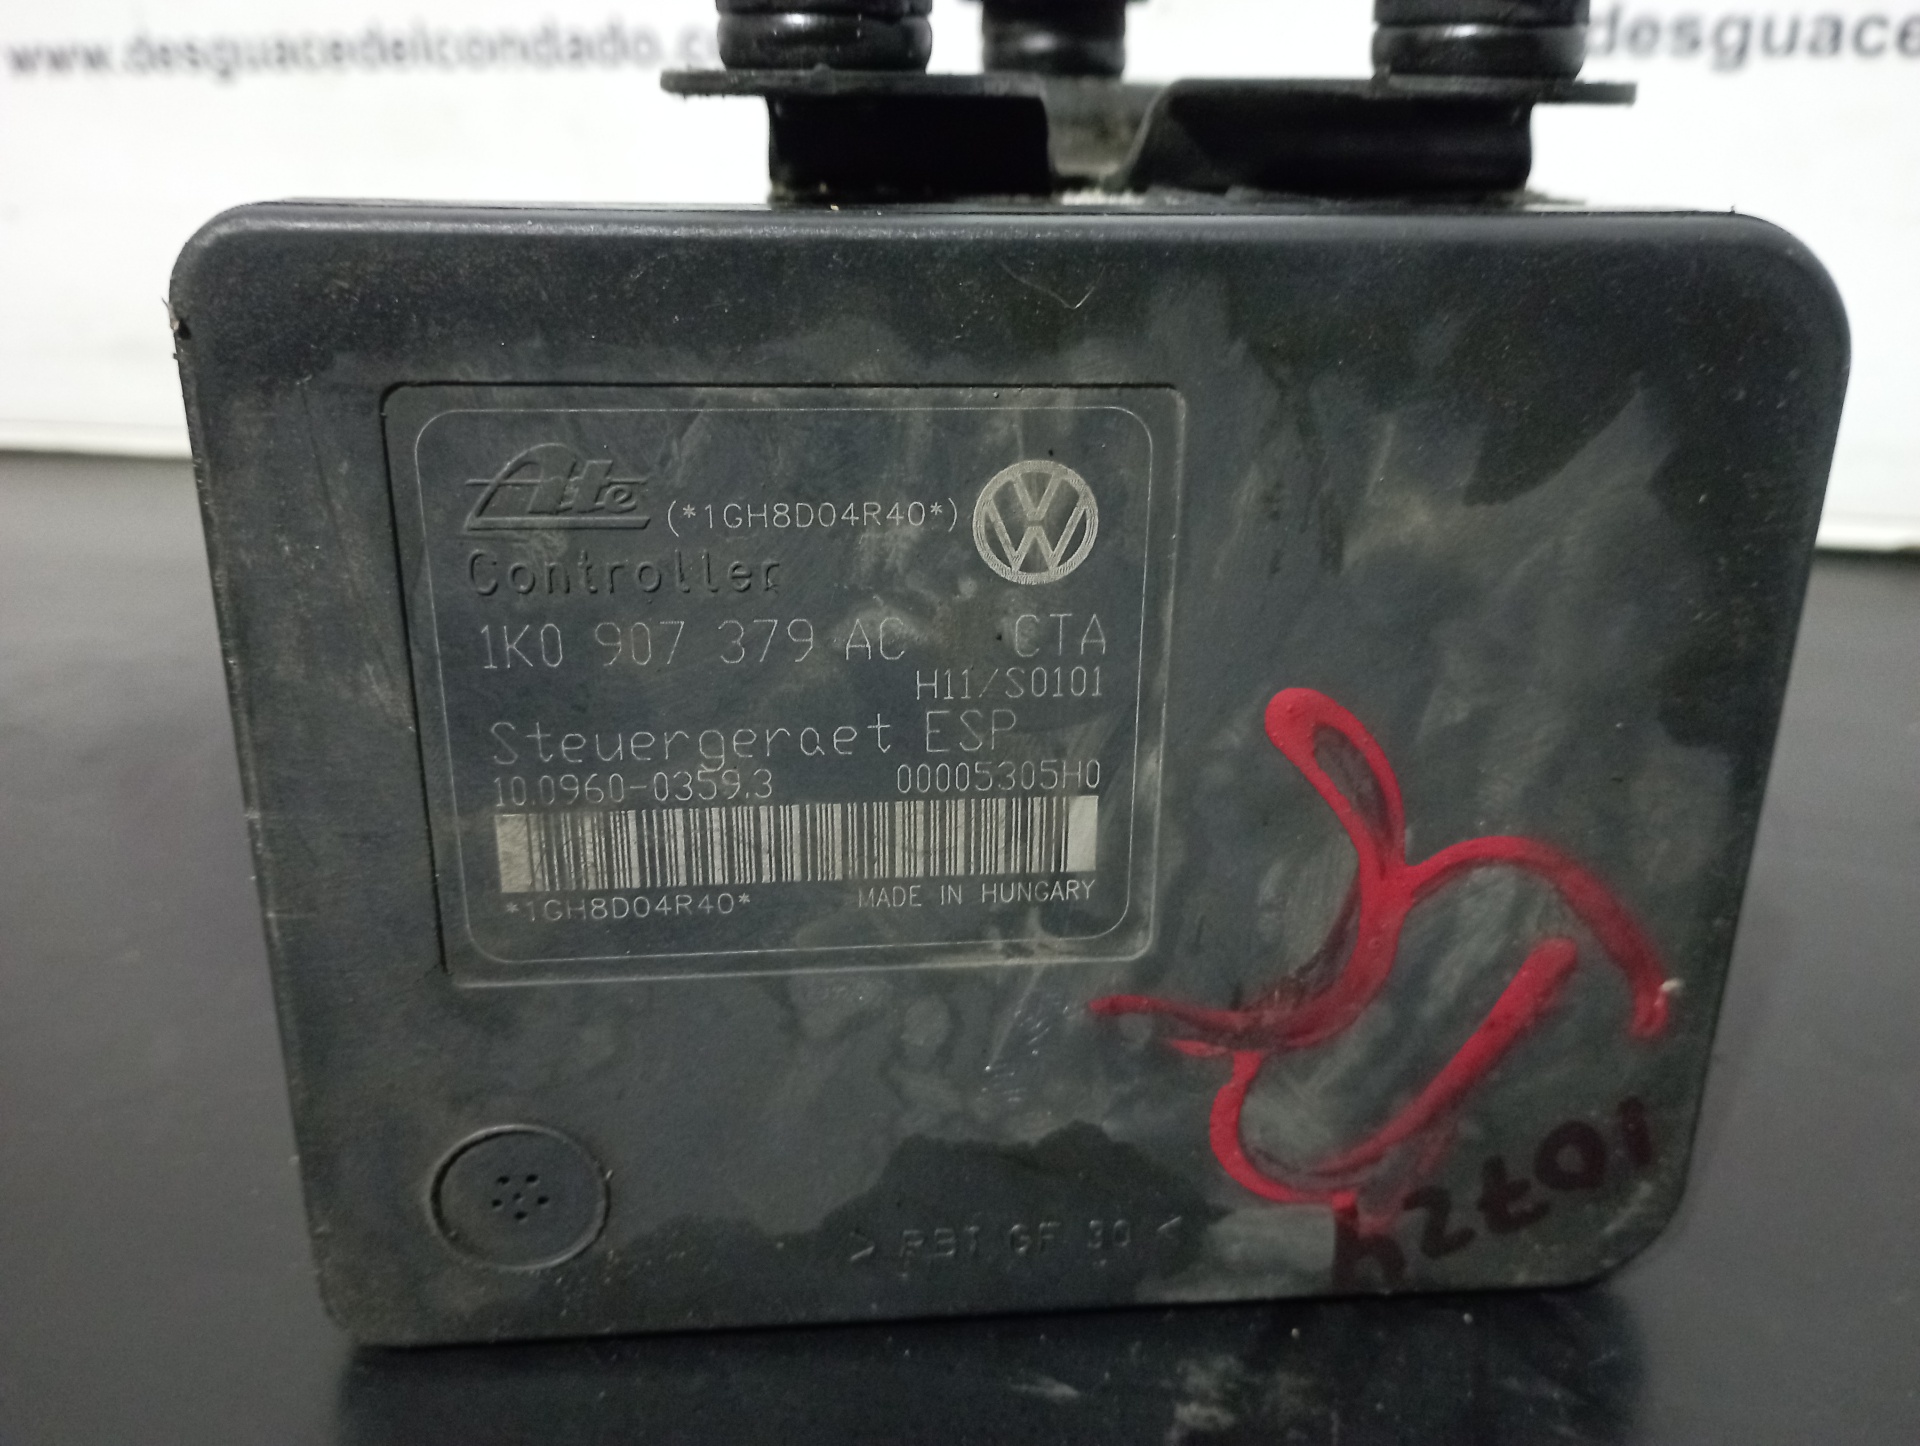 www.desguacedelcondado.c
desguace
Ate (*1GH8D04R40*)
Controller
1K0 907 379 AC CTA
H11/S0101
Steuergeraet ESP
10.0960-0359.3 00005305H0
*1GH8D04R40* MADE IN HUNGARY
> PBT GF 30 <